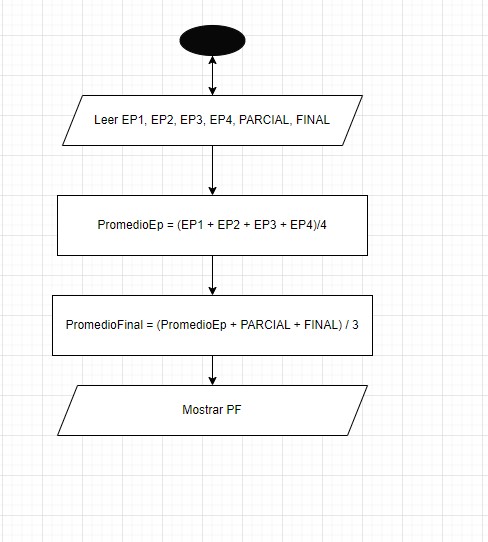 Leer EP1, EP2, EP3, EP4, PARCIAL, FINAL
PromedioEp = (EP1 + EP2 + EP3 + EP4)/4
PromedioFinal = (PromedioEp + PARCIAL + FINAL) / 3
Mostrar PF